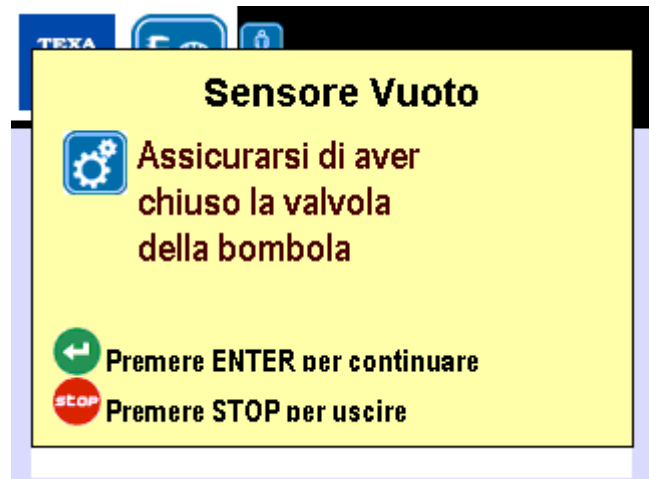 TEXA
Sensore Vuoto
Assicurarsi di aver
chiuso la valvola
della bombola
Premere ENTER per continuare
stop Premere STOP per uscire